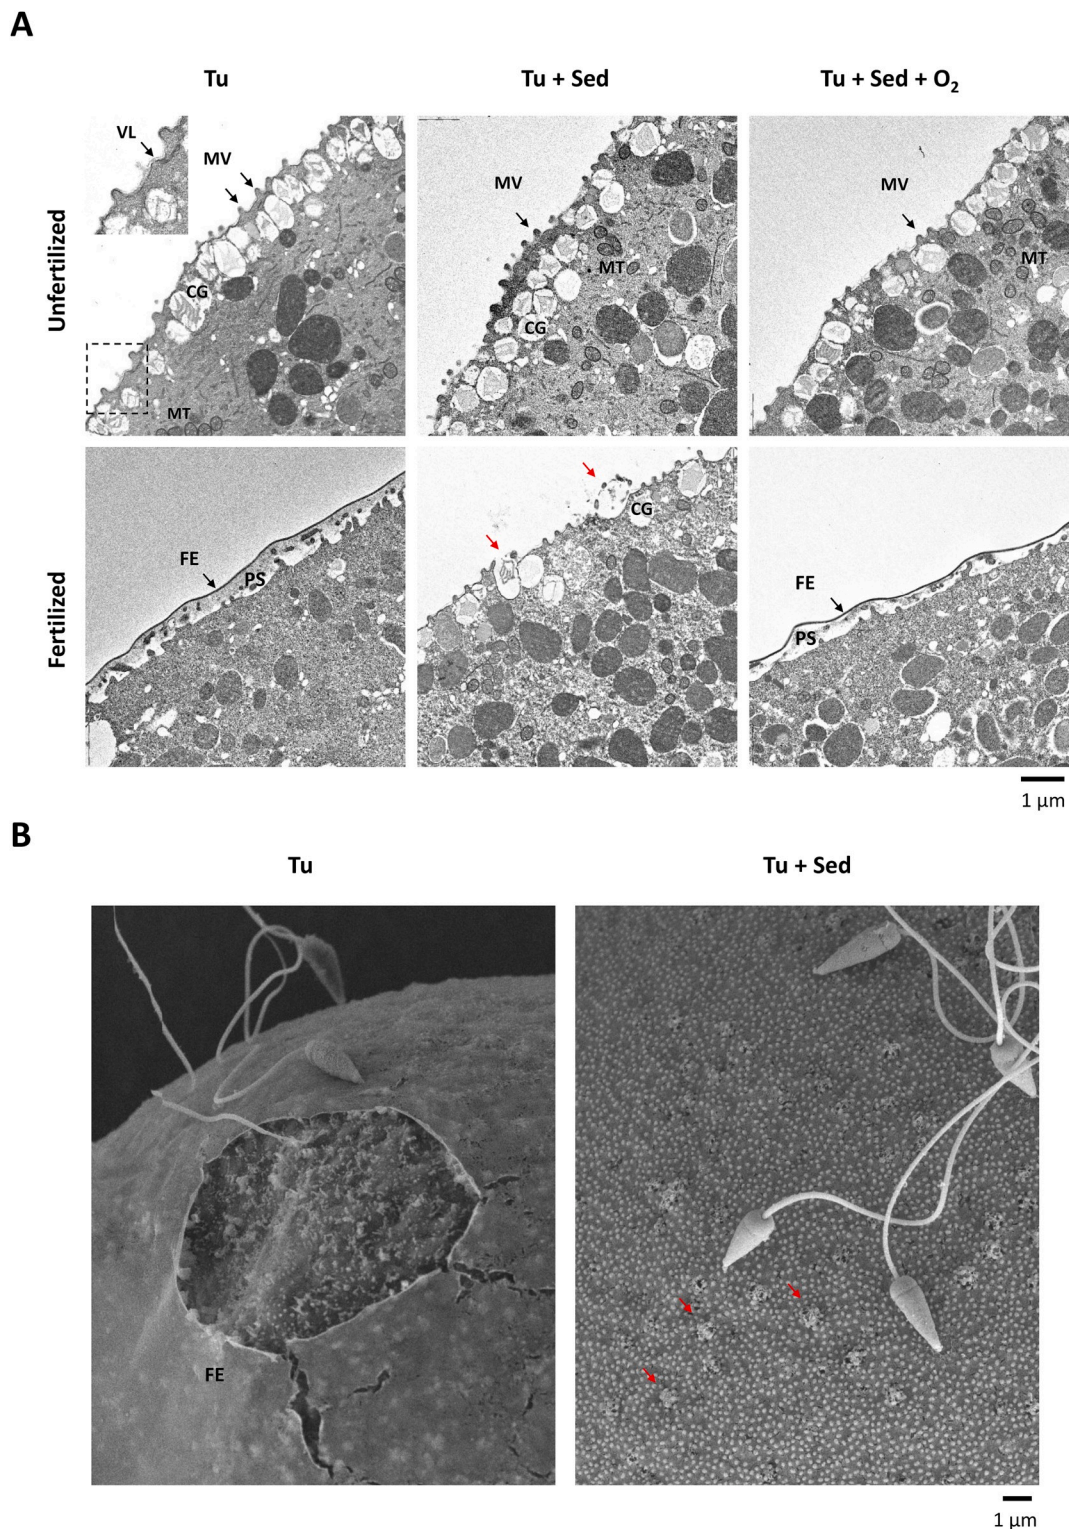 A
Tu
Tu + Sed
Tu + Sed + O₂
Unfertilized
VL
MV
CG
MT
MV
MT
CG
MV
MT
Fertilized
FE
PS
CG
FE
PS
1 µm
B
Tu
Tu + Sed
FE
1 µm